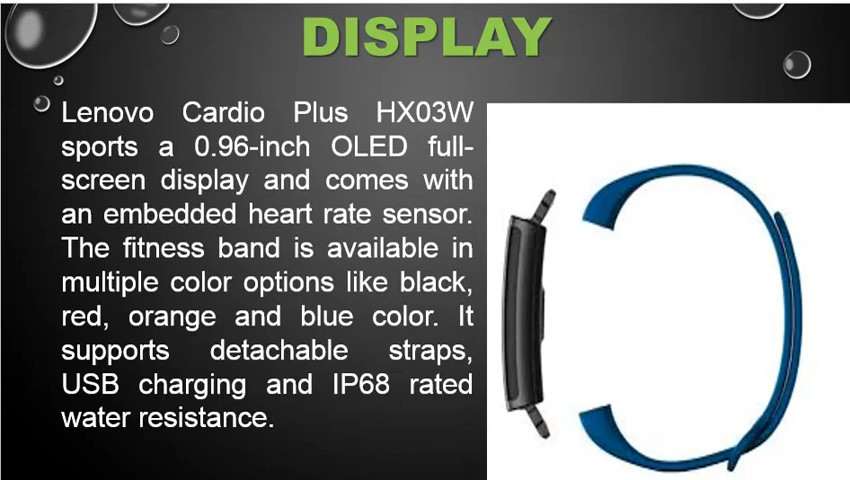 DISPLAY
Lenovo Cardio Plus HX03W
sports a 0.96-inch OLED full-
screen display and comes with
an embedded heart rate sensor.
The fitness band is available in
multiple color options like black,
red, orange and blue color. It
supports detachable straps,
USB charging and IP68 rated
water resistance.